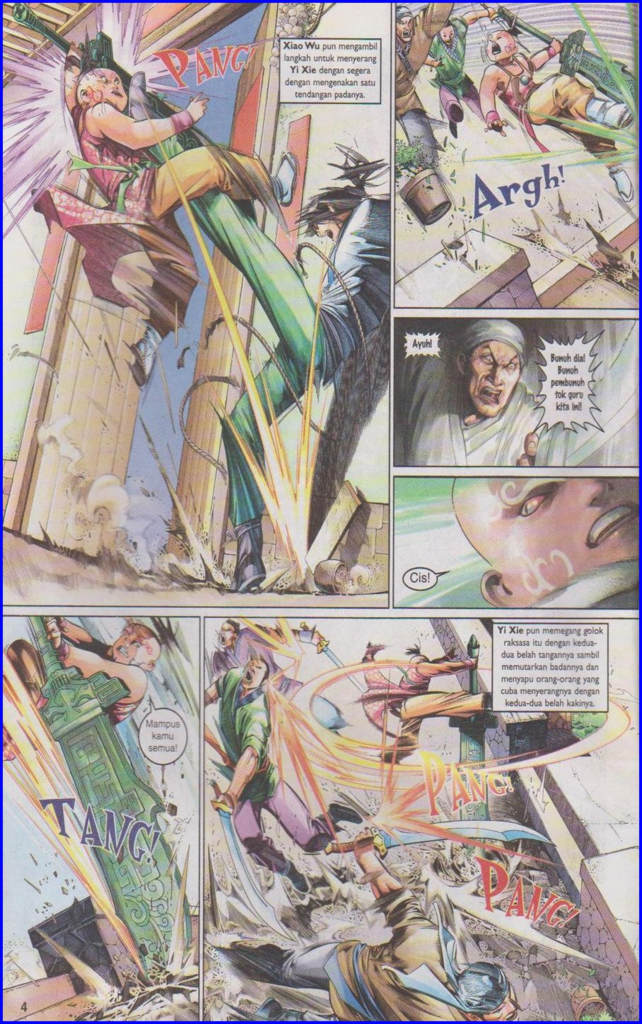 PANG!
Xiao Wu pun mengambil
langkah untuk menyerang
Yi Xie dengan segera
dengan mengenakan satu
tendangan padanya.
Argh!
Ayuh!
Bunuh dia!
Bunuh
pembunuh
tok guru
kita ini!
Cis!
Mampus
kamu
semua!
TANG!
Yi Xie pun memegang golok
raksasa itu dengan kedua-
dua belah tangannya sambil
memutarkan badannya dan
menyapu orang-orang yang
cuba menyerangnya dengan
kedua-dua belah kakinya.
PANG!
PANG!
4